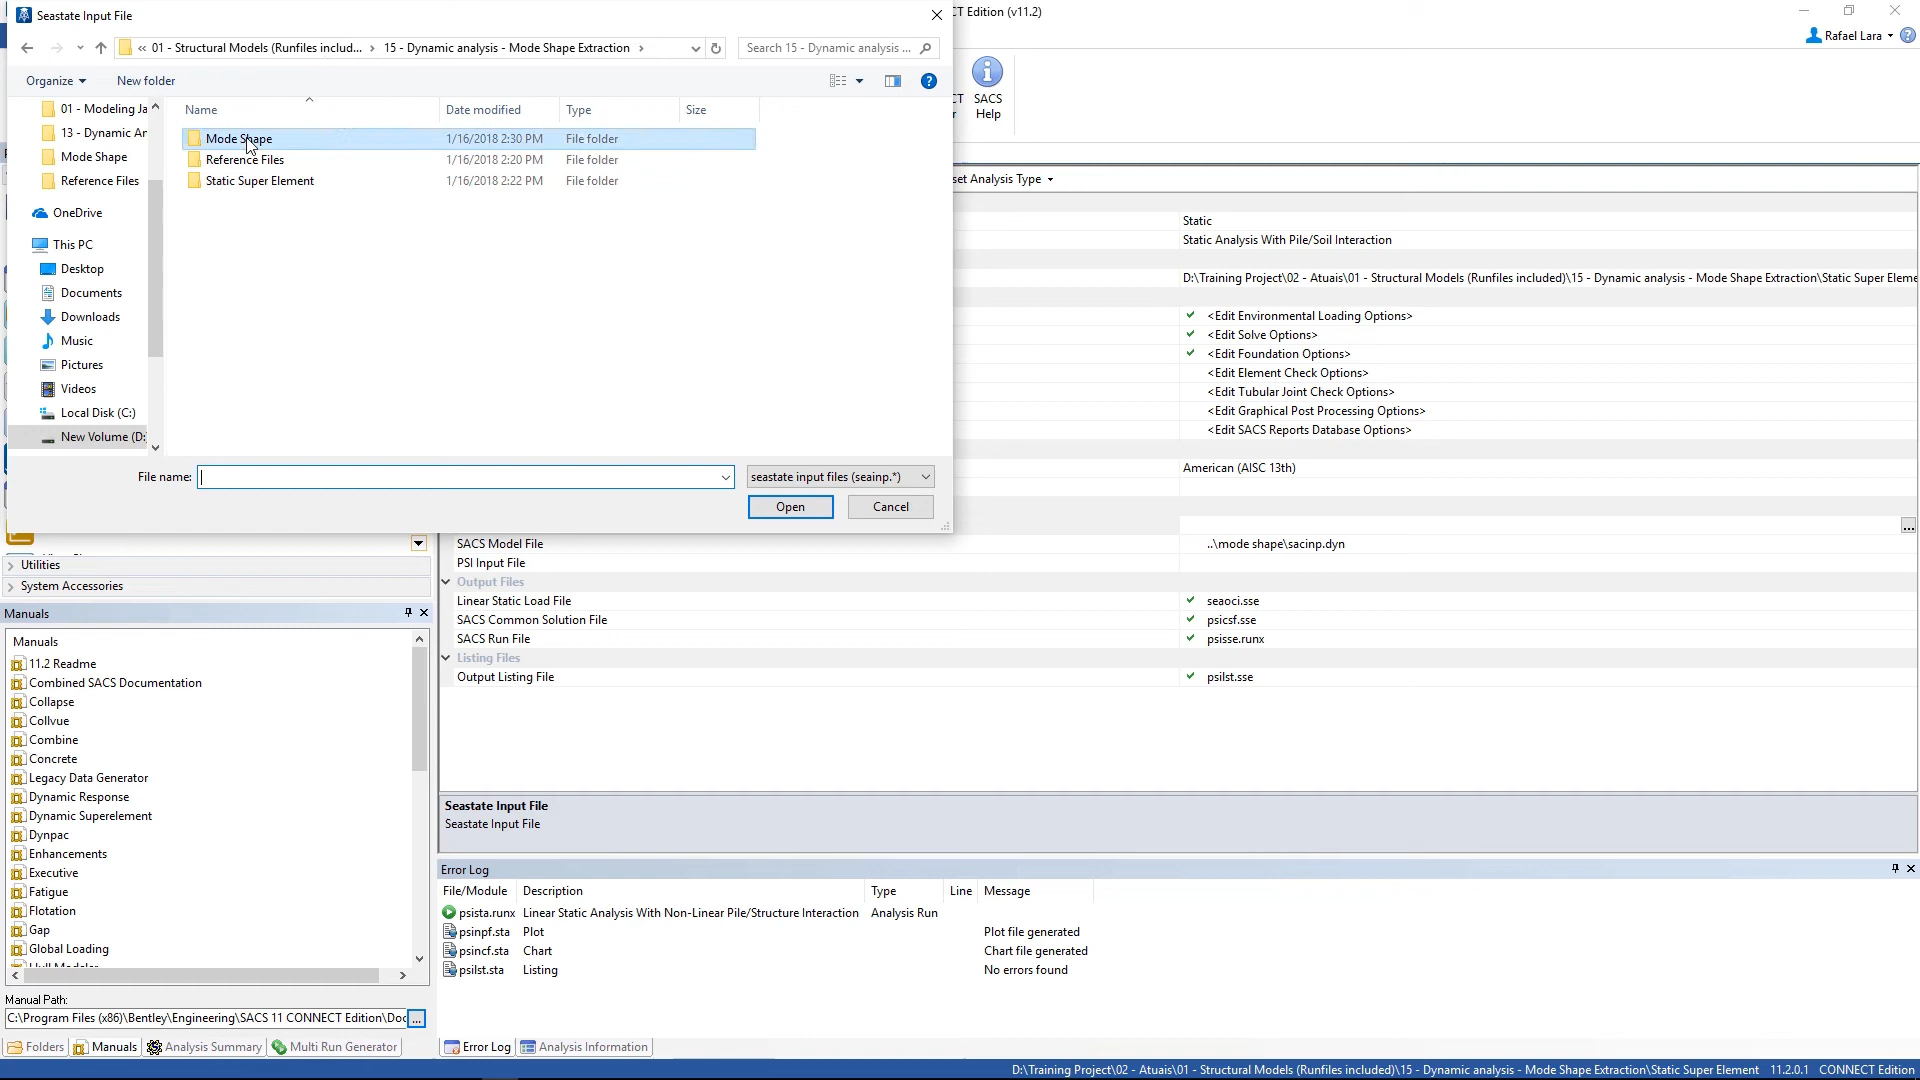 Seastate Input File
CT Edition (v11.2)
Rafael Lara
« 01 - Structural Models (Runfiles includ... > 15 - Dynamic analysis - Mode Shape Extraction >
Search 15 - Dynamic analysis ...
Organize
New folder
SACS
Help
Name
Date modified
Type
Size
01 - Modeling Ja
13 - Dynamic An
Mode Shape
Reference Files
OneDrive
This PC
Desktop
Documents
Downloads
Music
Pictures
Videos
Local Disk (C:)
New Volume (D:
Mode Shape 1/16/2018 2:30 PM File folder
Reference Files 1/16/2018 2:20 PM File folder
Static Super Element 1/16/2018 2:22 PM File folder
File name:
seastate input files (seainp.*)
Open
Cancel
set Analysis Type
Static
Static Analysis With Pile/Soil Interaction
D:\Training Project\02 - Atuais\01 - Structural Models (Runfiles included)\15 - Dynamic analysis - Mode Shape Extraction\Static Super Eleme
<Edit Environmental Loading Options>
<Edit Solve Options>
<Edit Foundation Options>
<Edit Element Check Options>
<Edit Tubular Joint Check Options>
<Edit Graphical Post Processing Options>
<Edit SACS Reports Database Options>
American (AISC 13th)
...
SACS Model File ..\mode shape\sacinp.dyn
PSI Input File
Output Files
Linear Static Load File seaoci.sse
SACS Common Solution File psicsf.sse
SACS Run File psisse.runx
Listing Files
Output Listing File psilst.sse
Utilities
System Accessories
Manuals
Manuals
11.2 Readme
Combined SACS Documentation
Collapse
Collvue
Combine
Concrete
Legacy Data Generator
Dynamic Response
Dynamic Superelement
Dynpac
Enhancements
Executive
Fatigue
Flotation
Gap
Global Loading
Manual Path:
C:\Program Files (x86)\Bentley\Engineering\SACS 11 CONNECT Edition\Doc
...
Folders
Manuals
Analysis Summary
Multi Run Generator
Seastate Input File
Seastate Input File
Error Log
File/Module Description Type Line Message
psista.runx Linear Static Analysis With Non-Linear Pile/Structure Interaction Analysis Run
psinpf.sta Plot Plot file generated
psincf.sta Chart Chart file generated
psilst.sta Listing No errors found
Error Log
Analysis Information
D:\Training Project\02 - Atuais\01 - Structural Models (Runfiles included)\15 - Dynamic analysis - Mode Shape Extraction\Static Super Element 11.2.0.1 CONNECT Edition